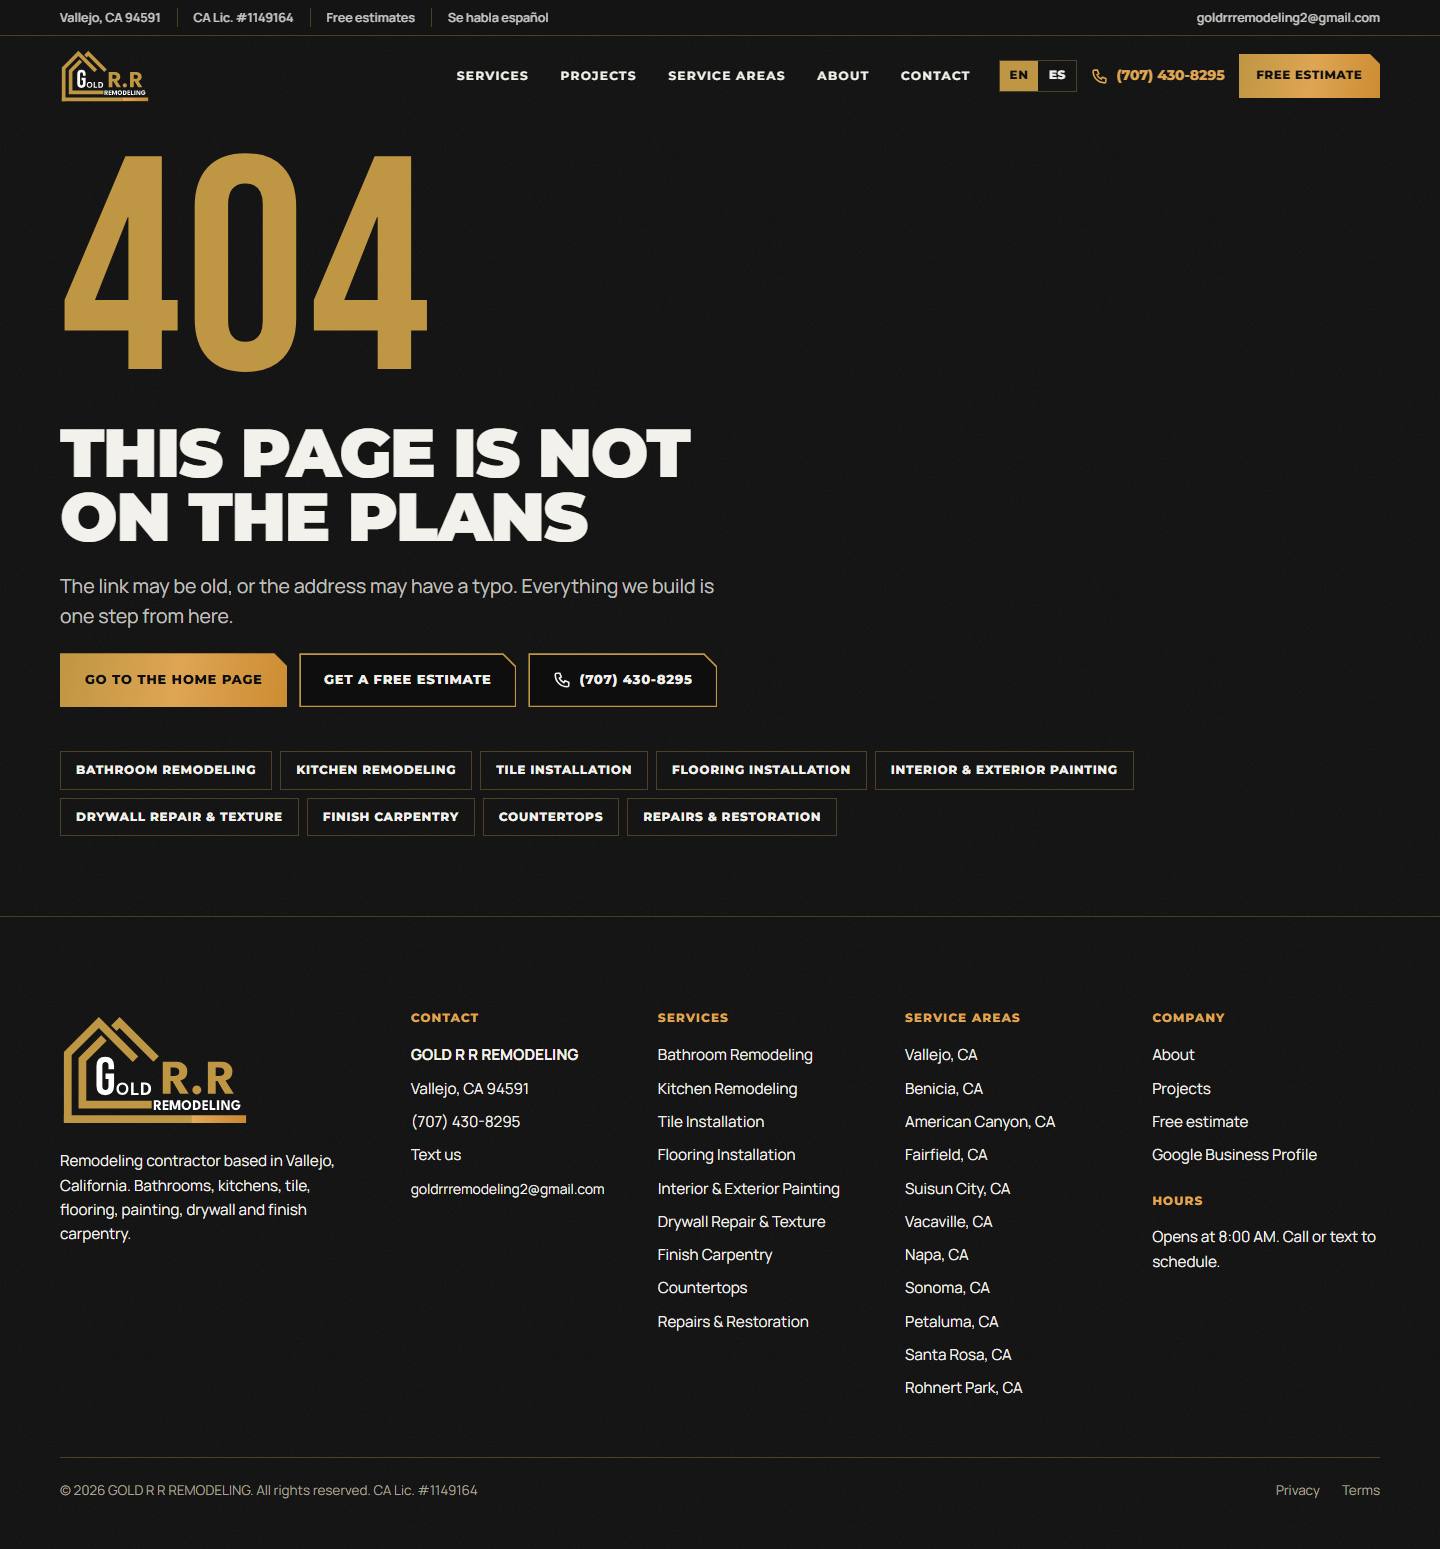 Vallejo, CA 94591 CA Lic. #1149164 Free estimates Se habla español goldrrremodeling2@gmail.com
GOLD R.R REMODELING
SERVICES PROJECTS SERVICE AREAS ABOUT CONTACT EN ES (707) 430-8295 FREE ESTIMATE
404
THIS PAGE IS NOT
ON THE PLANS
The link may be old, or the address may have a typo. Everything we build is
one step from here.
GO TO THE HOME PAGE GET A FREE ESTIMATE (707) 430-8295
BATHROOM REMODELING KITCHEN REMODELING TILE INSTALLATION FLOORING INSTALLATION INTERIOR & EXTERIOR PAINTING
DRYWALL REPAIR & TEXTURE FINISH CARPENTRY COUNTERTOPS REPAIRS & RESTORATION
GOLD R.R
REMODELING
Remodeling contractor based in Vallejo,
California. Bathrooms, kitchens, tile,
flooring, painting, drywall and finish
carpentry.
CONTACT
GOLD R R REMODELING
Vallejo, CA 94591
(707) 430-8295
Text us
goldrrremodeling2@gmail.com
SERVICES
Bathroom Remodeling
Kitchen Remodeling
Tile Installation
Flooring Installation
Interior & Exterior Painting
Drywall Repair & Texture
Finish Carpentry
Countertops
Repairs & Restoration
SERVICE AREAS
Vallejo, CA
Benicia, CA
American Canyon, CA
Fairfield, CA
Suisun City, CA
Vacaville, CA
Napa, CA
Sonoma, CA
Petaluma, CA
Santa Rosa, CA
Rohnert Park, CA
COMPANY
About
Projects
Free estimate
Google Business Profile
HOURS
Opens at 8:00 AM. Call or text to
schedule.
© 2026 GOLD R R REMODELING. All rights reserved. CA Lic. #1149164 Privacy Terms